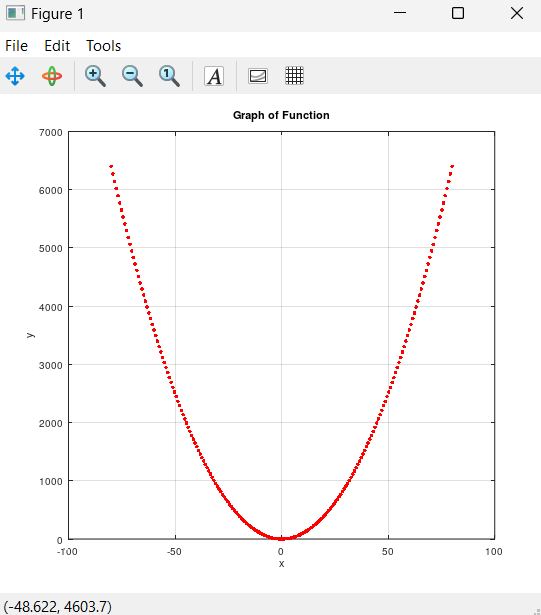 Figure 1
File Edit Tools
1 A
Graph of Function
7000
6000
5000
4000
3000
2000
1000
0
y
-100 -50 0 50 100
x
(-48.622, 4603.7)